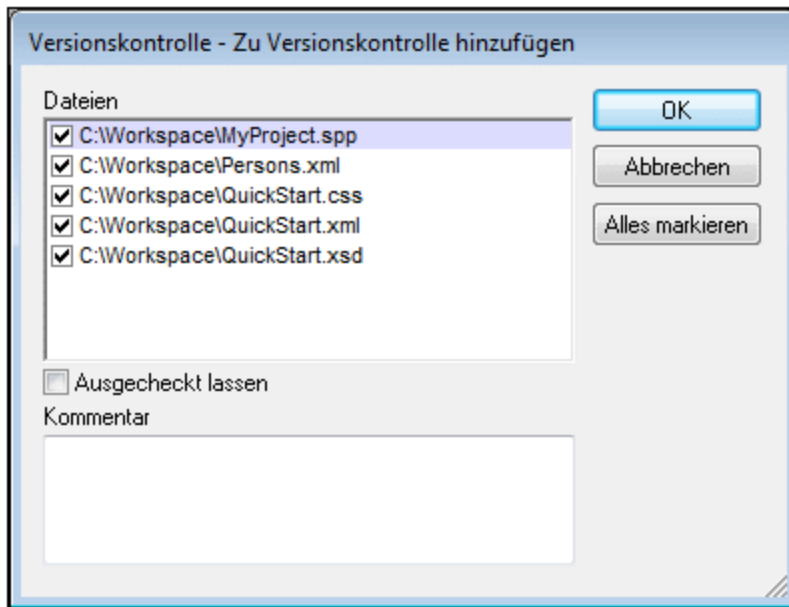 Versionskontrolle - Zu Versionskontrolle hinzufügen
Dateien
C:\Workspace\MyProject.spp
C:\Workspace\Persons.xml
C:\Workspace\QuickStart.css
C:\Workspace\QuickStart.xml
C:\Workspace\QuickStart.xsd
OK
Abbrechen
Alles markieren
Ausgecheckt lassen
Kommentar